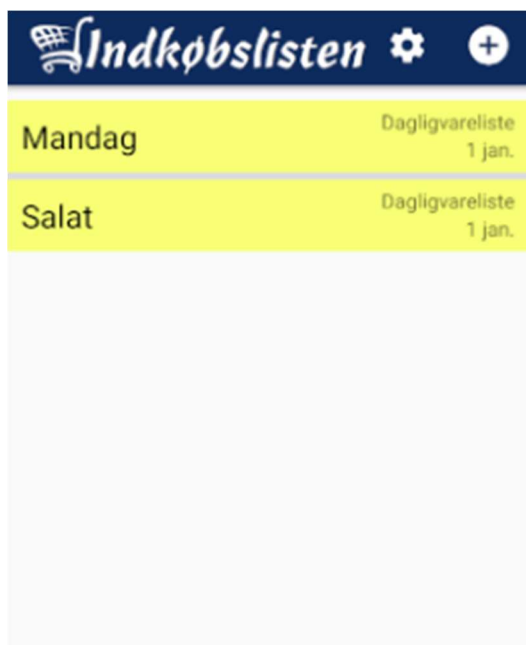 Indkøbslisten
Mandag
Dagligvareliste
1 jan.
Salat
Dagligvareliste
1 jan.